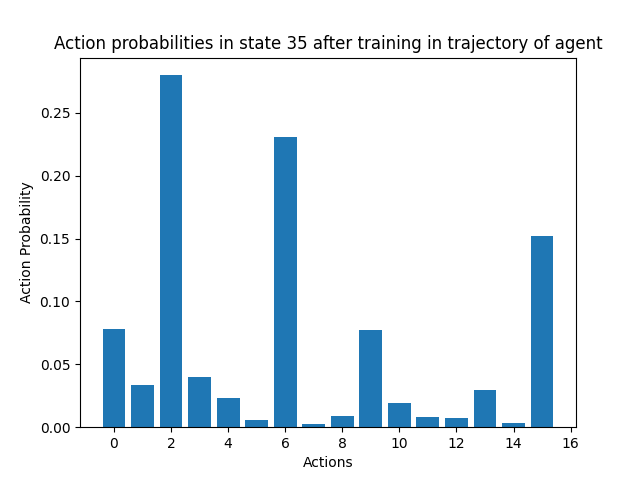 Action probabilities in state 35 after training in trajectory of agent
0.25
0.20
0.15
0.10
0.05
0.00
Action Probability
0 2 4 6 8 10 12 14 16
Actions